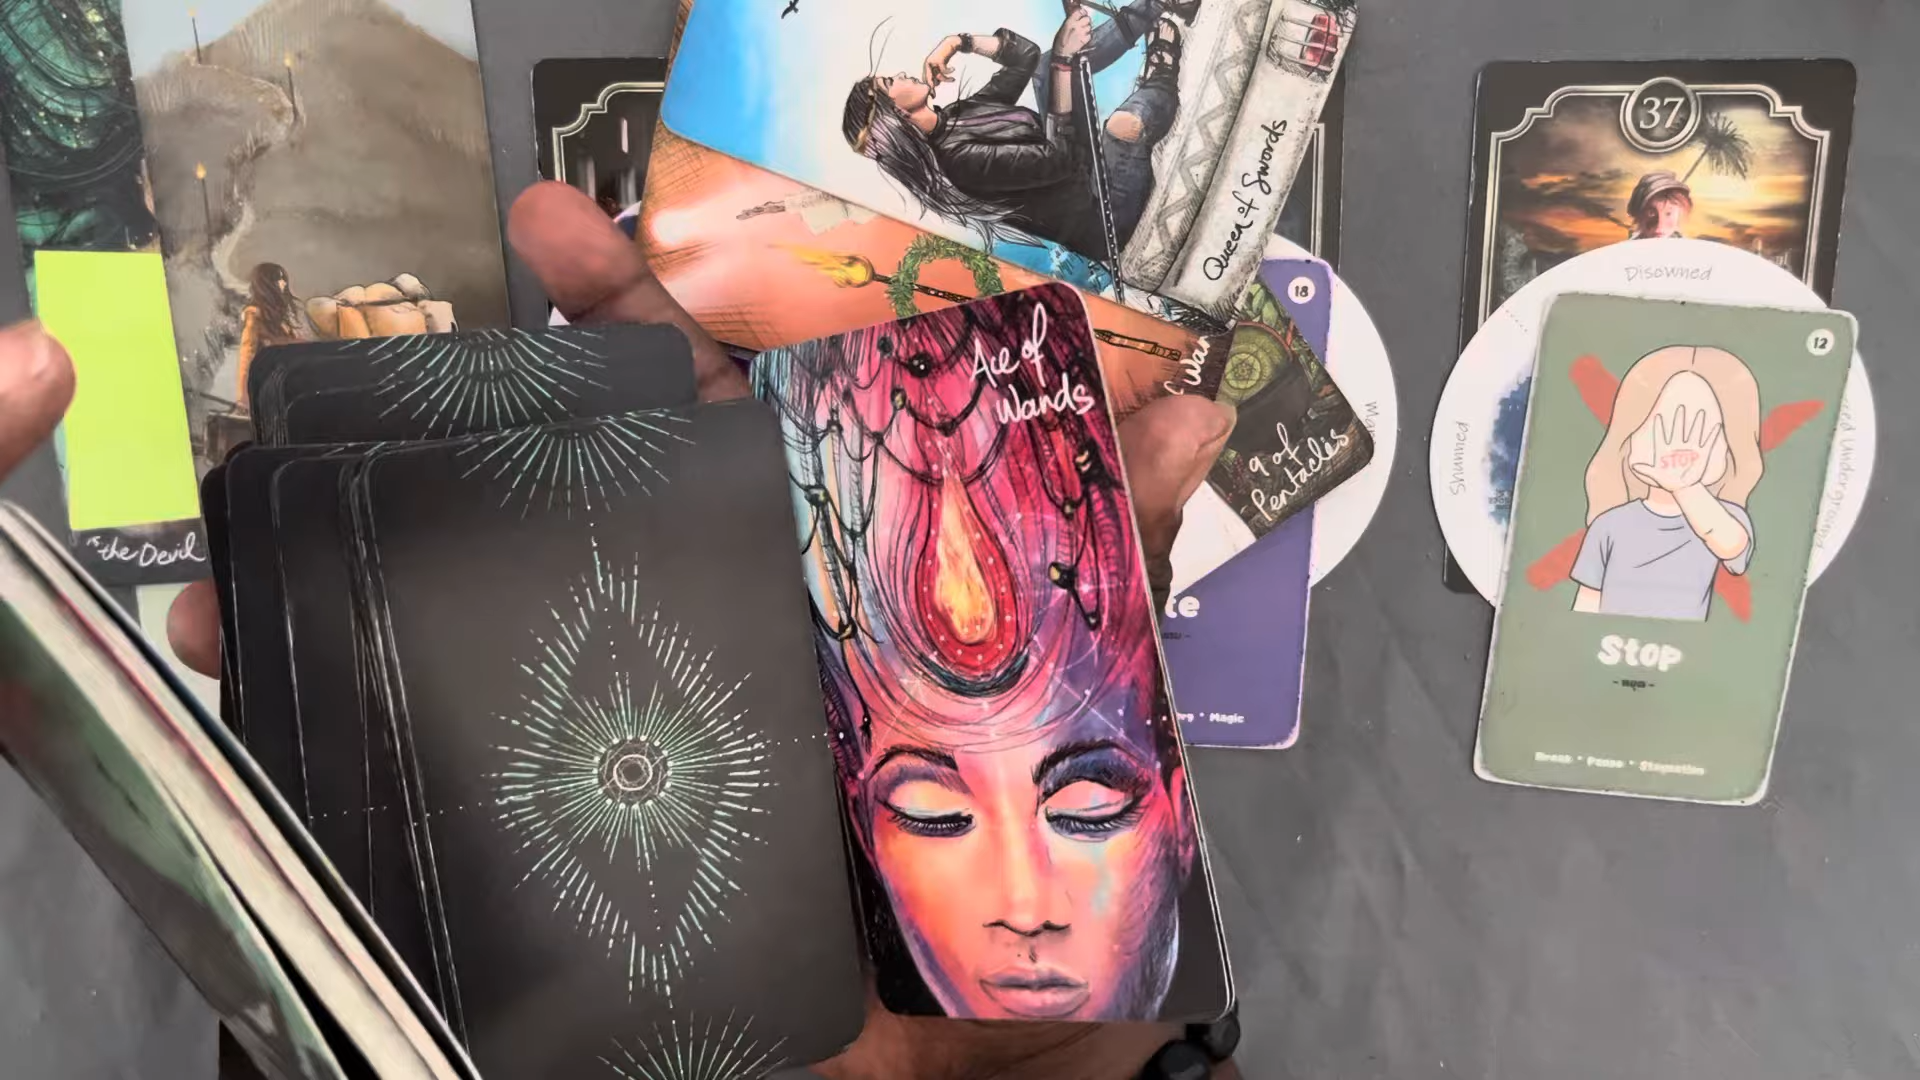 15 the Devil
Queen of Swords
Ace of
Wands
9 of
Pentacles
18
37
Disowned
Shunned
12
STOP
Stop
Break * Pause * Stagnation
* Magic